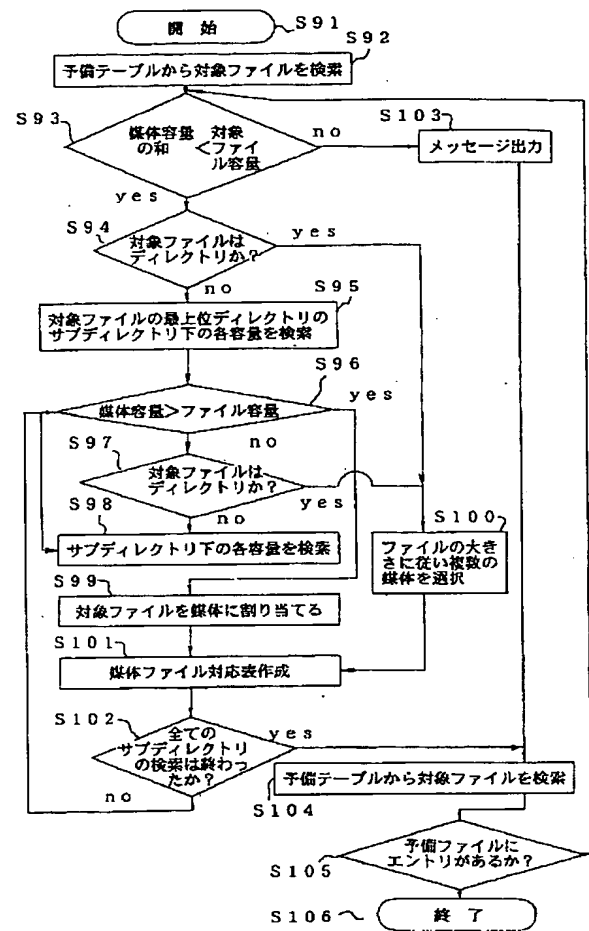 開 始
S91
S92
予備テーブルから対象ファイルを検索
S93
媒体容量 対象
の和 <ファイ
ル容量
no
S103
メッセージ出力
yes
S94
対象ファイルは
ディレクトリか?
yes
no
S95
対象ファイルの最上位ディレクトリの
サブディレクトリ下の各容量を検索
S96
媒体容量>ファイル容量
yes
no
S97
対象ファイルは
ディレクトリか?
yes
no
S98
サブディレクトリ下の各容量を検索
S100
ファイルの大き
さに従い複数の
媒体を選択
S99
対象ファイルを媒体に割り当てる
S101
媒体ファイル対応表作成
S102
全ての
サブディレクトリ
の検索は終わっ
たか?
yes
no
予備テーブルから対象ファイルを検索
S104
予備ファイルに
エントリがあるか?
S105
S106
終 了